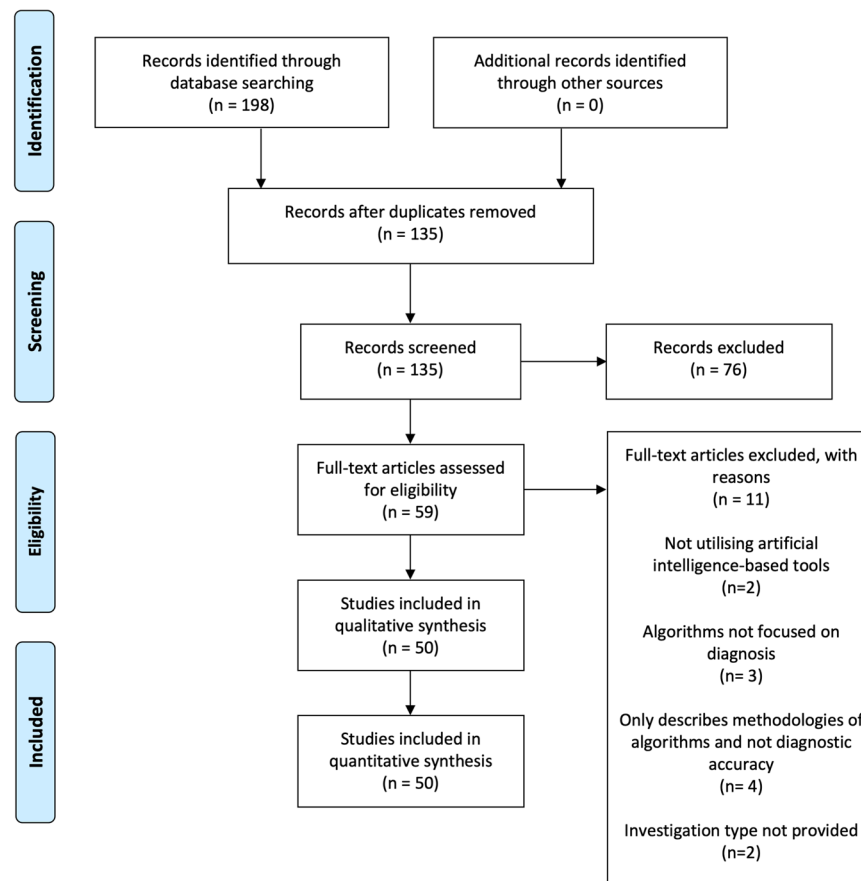 Identification
Records identified through
database searching
(n = 198)
Additional records identified
through other sources
(n = 0)
Records after duplicates removed
(n = 135)
Screening
Records screened
(n = 135)
Records excluded
(n = 76)
Eligibility
Full-text articles assessed
for eligibility
(n = 59)
Full-text articles excluded, with
reasons
(n = 11)
Not utilising artificial
intelligence-based tools
(n=2)
Algorithms not focused on
diagnosis
(n= 3)
Only describes methodologies of
algorithms and not diagnostic
accuracy
(n= 4)
Investigation type not provided
(n=2)
Studies included in
qualitative synthesis
(n = 50)
Included
Studies included in
quantitative synthesis
(n = 50)